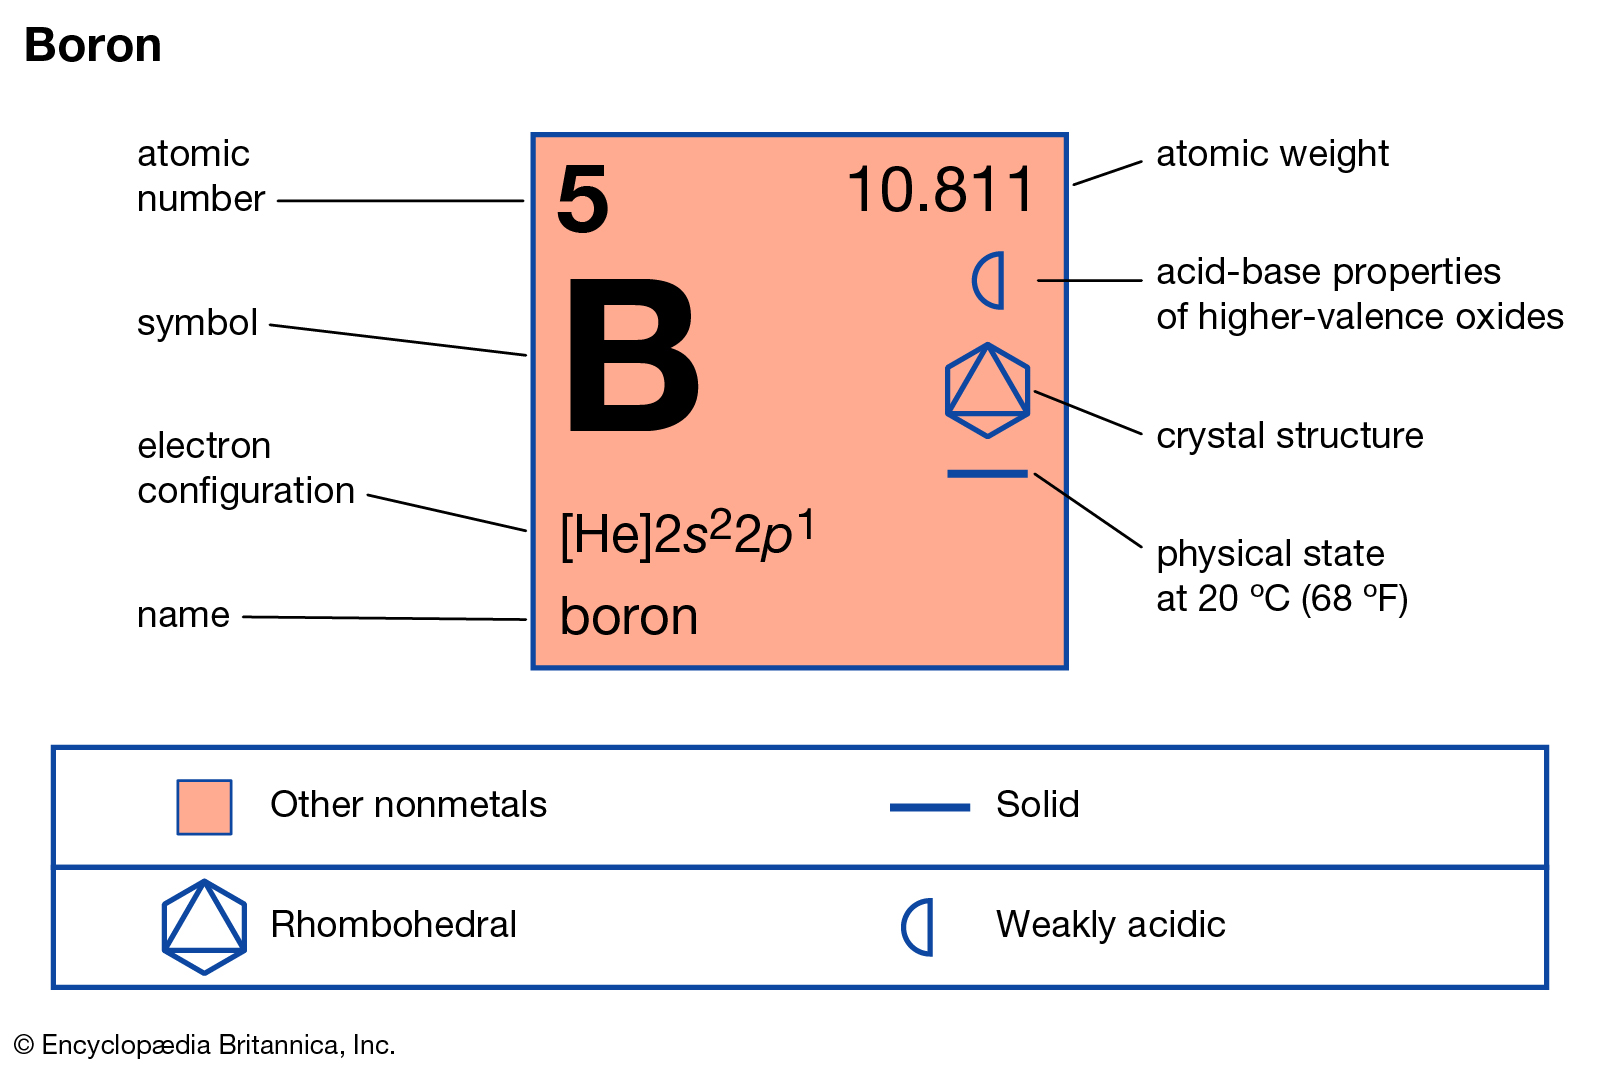 Boron
atomic
number
symbol
electron
configuration
name
5
10.811
B
[He]2s²2p¹
boron
atomic weight
acid-base properties
of higher-valence oxides
crystal structure
physical state
at 20 ºC (68 ºF)
Other nonmetals
Solid
Rhombohedral
Weakly acidic
© Encyclopædia Britannica, Inc.